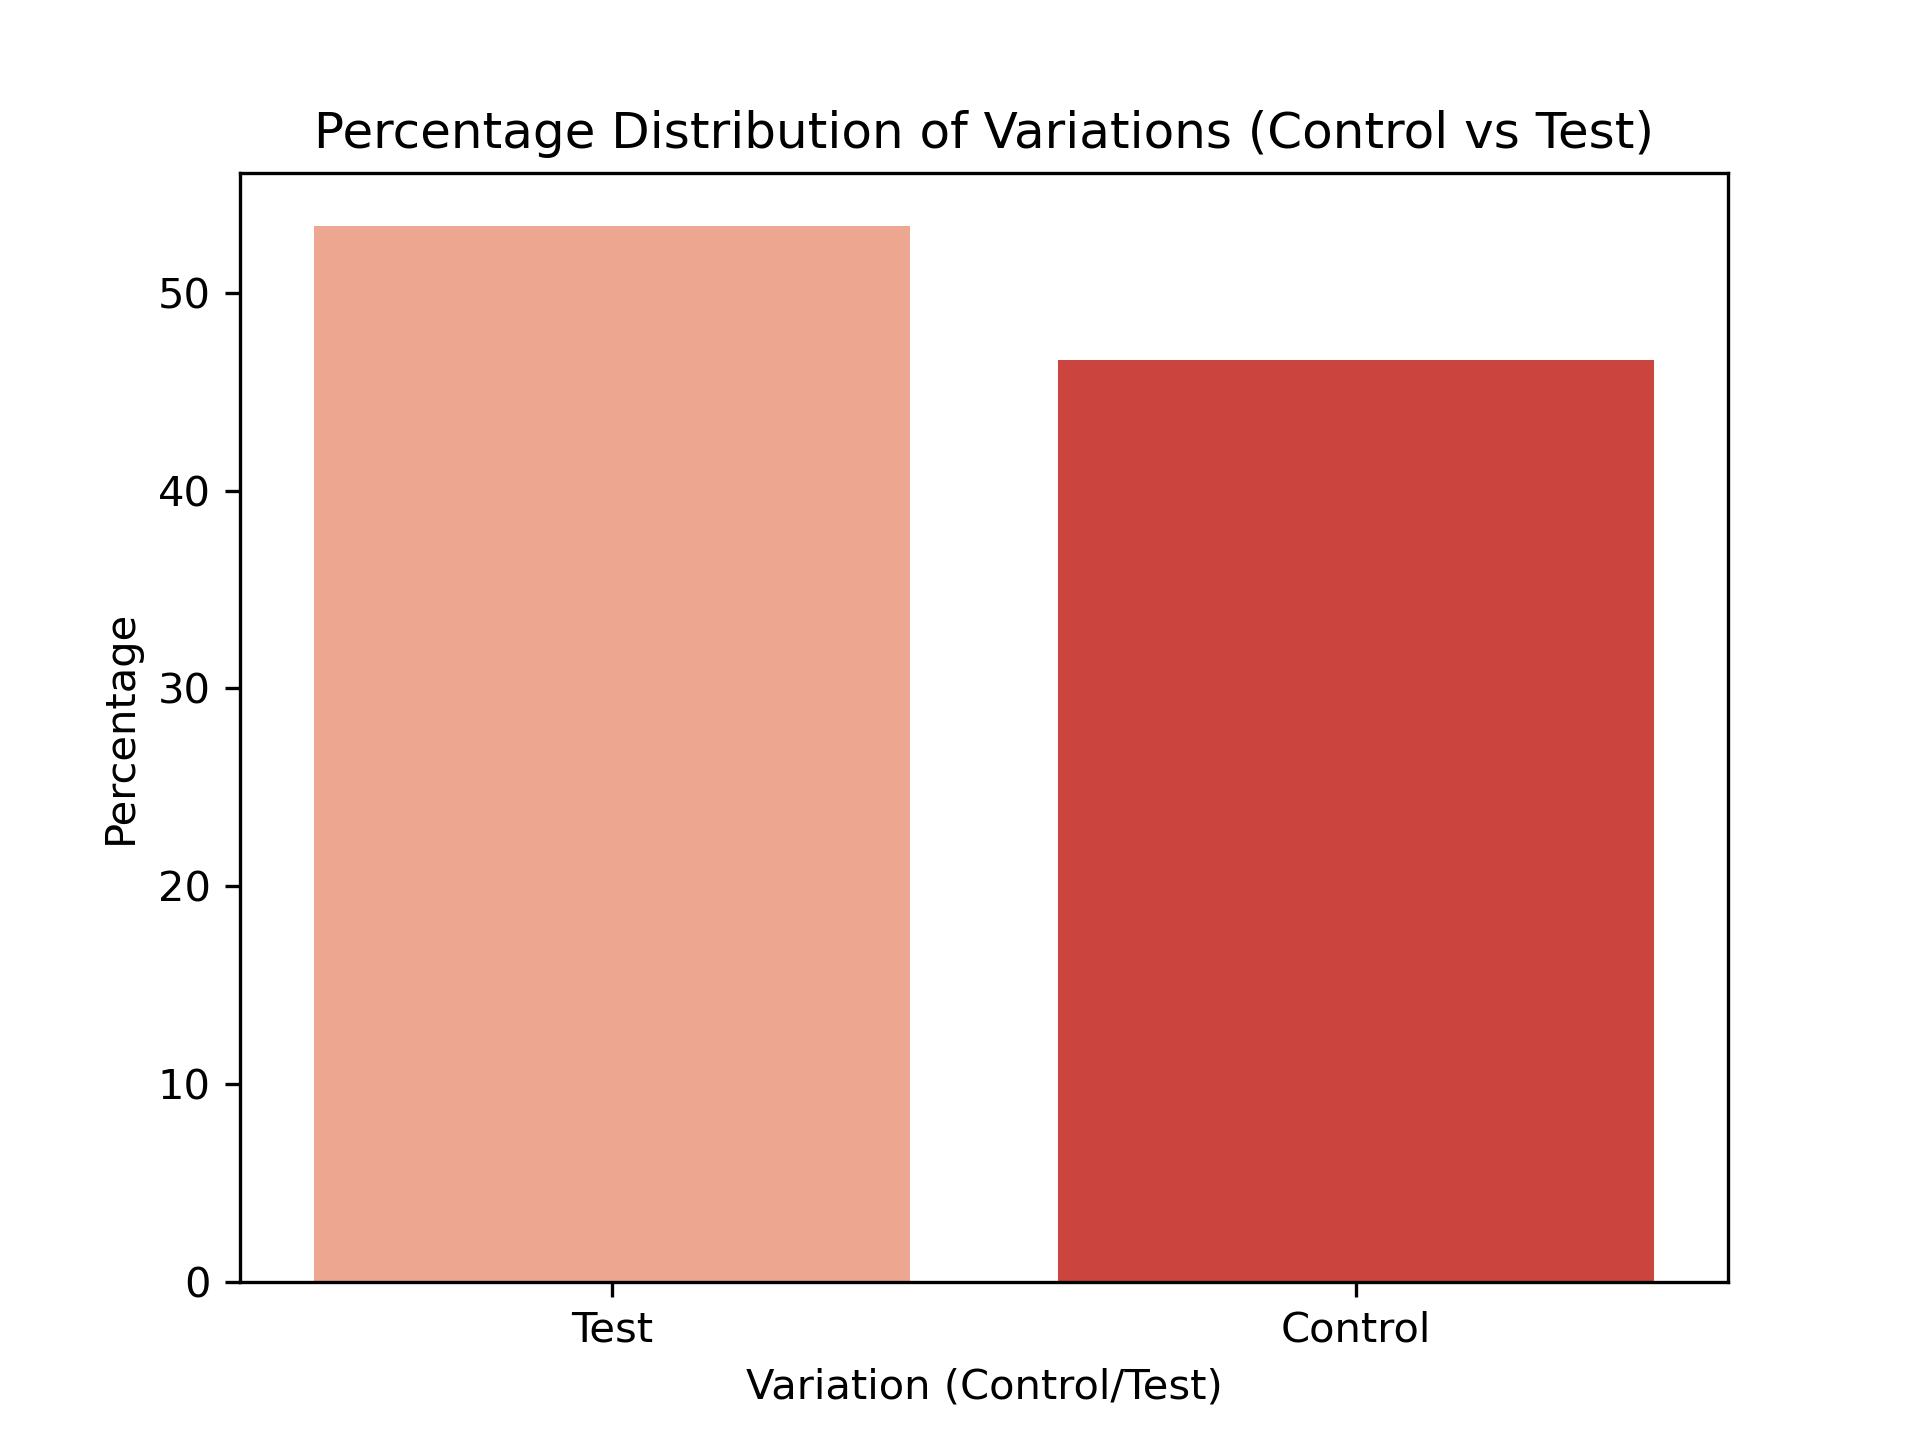 Percentage Distribution of Variations (Control vs Test)
Percentage
50
40
30
20
10
0
Test Control
Variation (Control/Test)